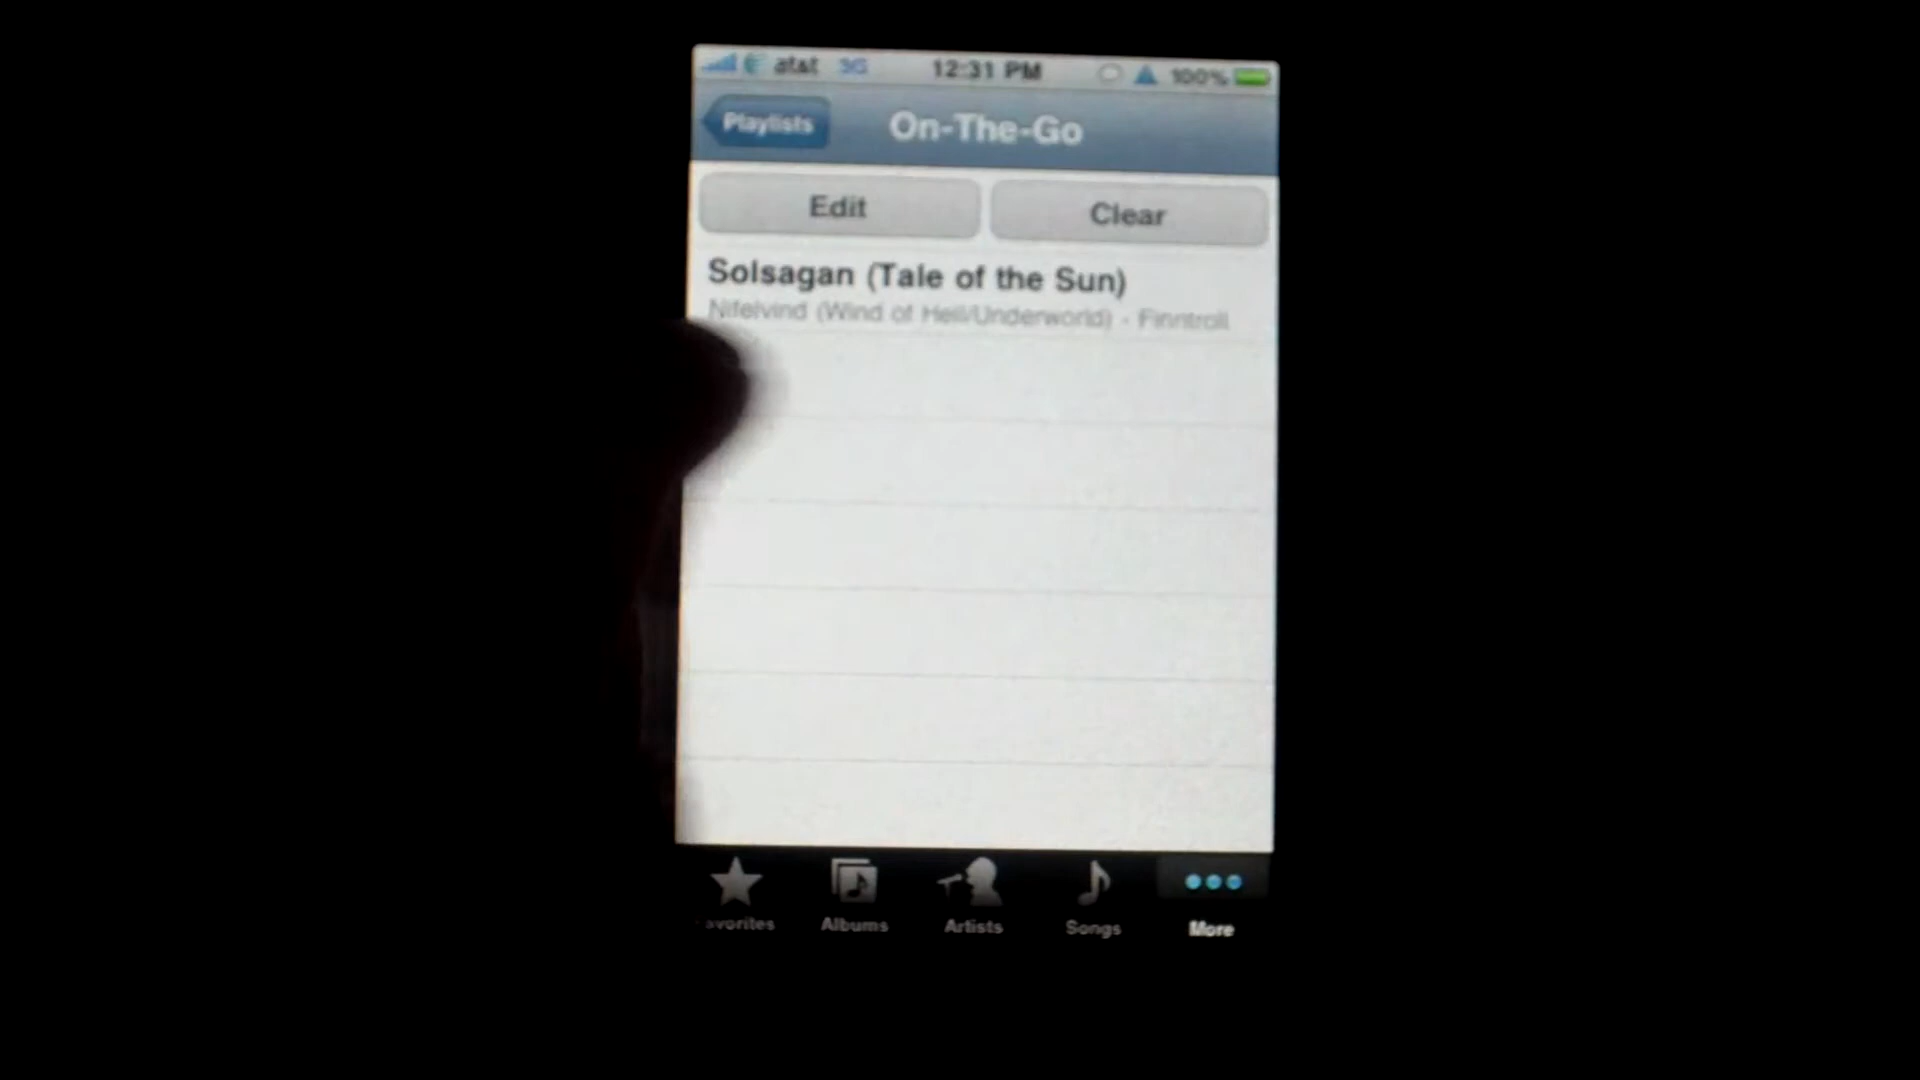 at&t 3G 12:31 PM 100%
Playlists On-The-Go
Edit Clear
Solsagan (Tale of the Sun)
Nifelvind (Wind of Hell/Underworld) - Finntroll
avorites Albums Artists Songs More